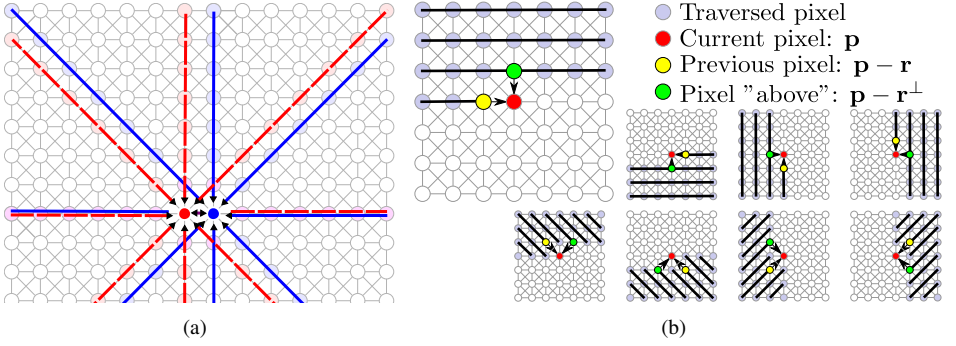 Traversed pixel
Current pixel: p
Previous pixel: p − r
Pixel "above": p − r⊥
(a)
(b)